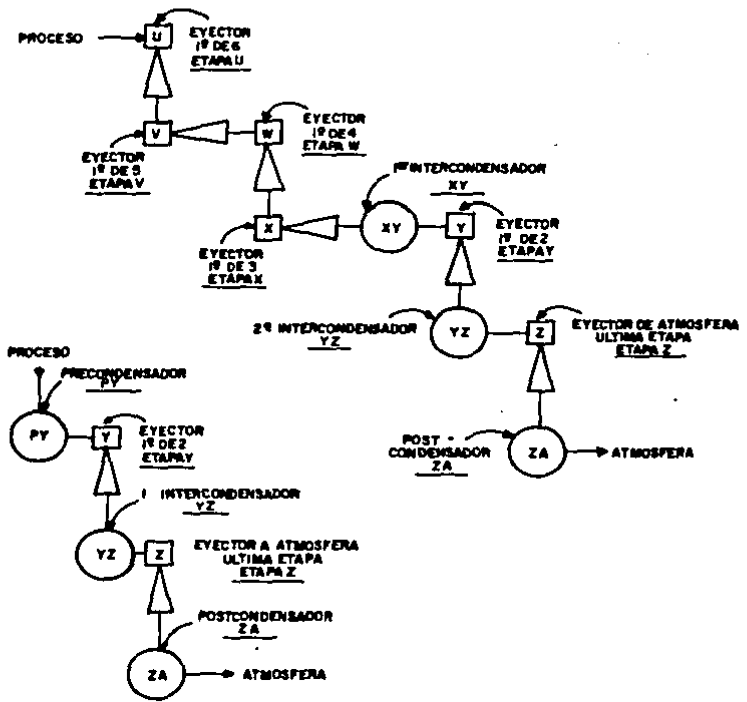 PROCESO
U
EYECTOR
1º DE 6
ETAPA U
V
EYECTOR
1º DE 5
ETAPA V
W
EYECTOR
1º DE 4
ETAPA W
X
EYECTOR
1º DE 3
ETAPA X
1er INTERCONDENSADOR
XY
XY
Y
EYECTOR
1º DE 2
ETAPA Y
2º INTERCONDENSADOR
YZ
YZ
Z
EYECTOR DE ATMOSFERA
ULTIMA ETAPA
ETAPA Z
POST -
CONDENSADOR
ZA
ZA
ATMOSFERA
PROCESO
PRECONDENSADOR
PY
PY
Y
EYECTOR
1º DE 2
ETAPA Y
1 INTERCONDENSADOR
YZ
YZ
Z
EYECTOR A ATMOSFERA
ULTIMA ETAPA
ETAPA Z
POSTCONDENSADOR
ZA
ZA
ATMOSFERA